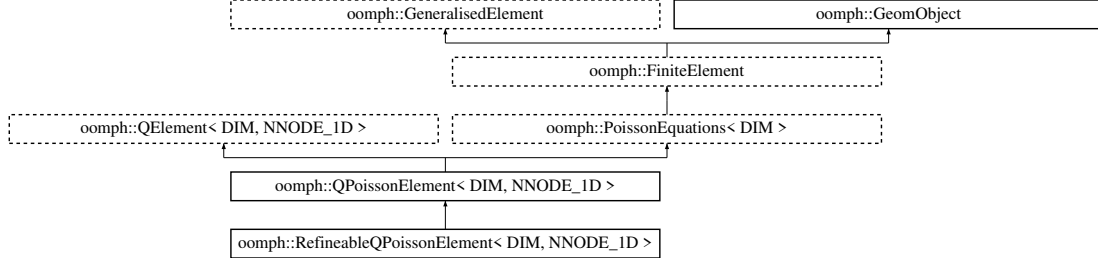 oomph::GeneralisedElement
oomph::GeomObject
oomph::FiniteElement
oomph::QElement< DIM, NNODE_1D >
oomph::PoissonEquations< DIM >
oomph::QPoissonElement< DIM, NNODE_1D >
oomph::RefineableQPoissonElement< DIM, NNODE_1D >